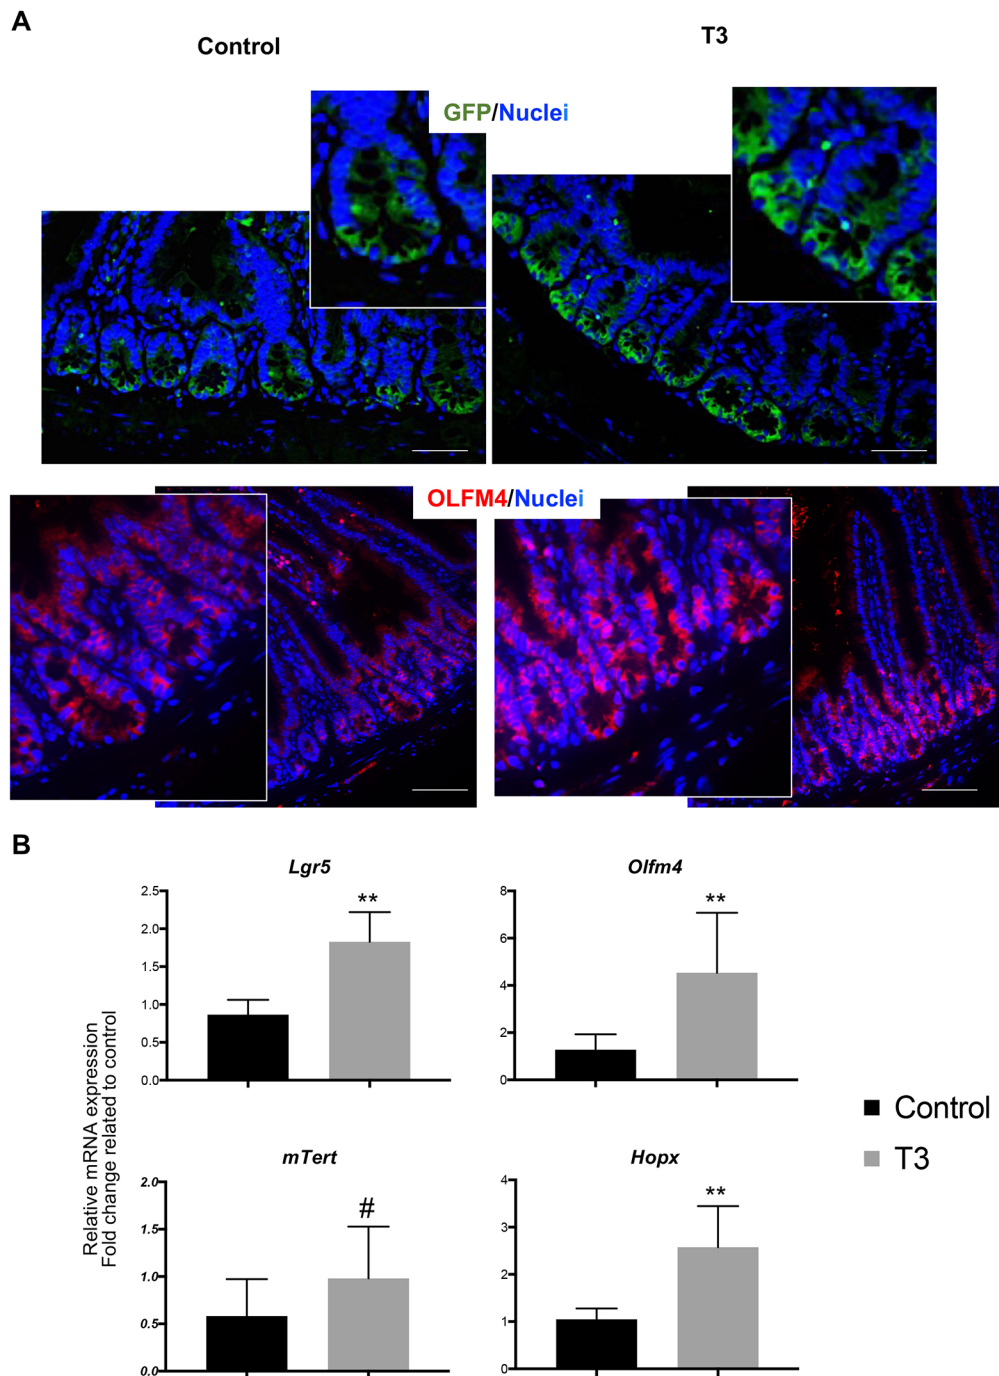 A
Control
T3
GFP/Nuclei
OLFM4/Nuclei
B
Lgr5
Olfm4
2.5
2.0
1.5
1.0
0.5
0.0
**
8
6
4
2
0
**
Relative mRNA expression
Fold change related to control
Control
T3
mTert
Hopx
2.0
1.5
1.0
0.5
0.0
#
4
3
2
1
0
**